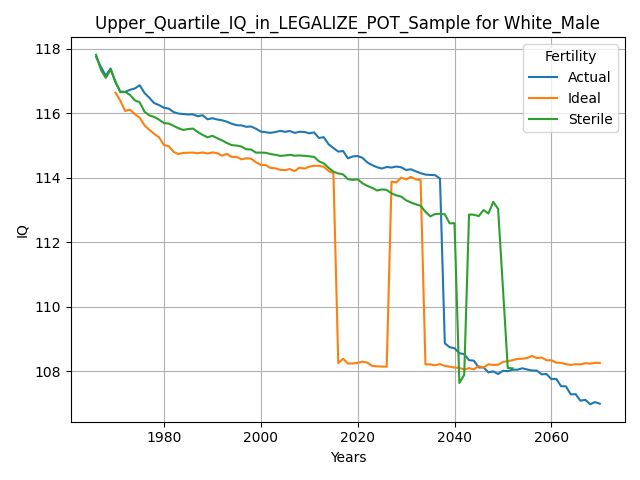 Upper_Quartile_IQ_in_LEGALIZE_POT_Sample for White_Male
118
116
114
112
110
108
IQ
1980
2000
2020
2040
2060
Years
Fertility
Actual
Ideal
Sterile